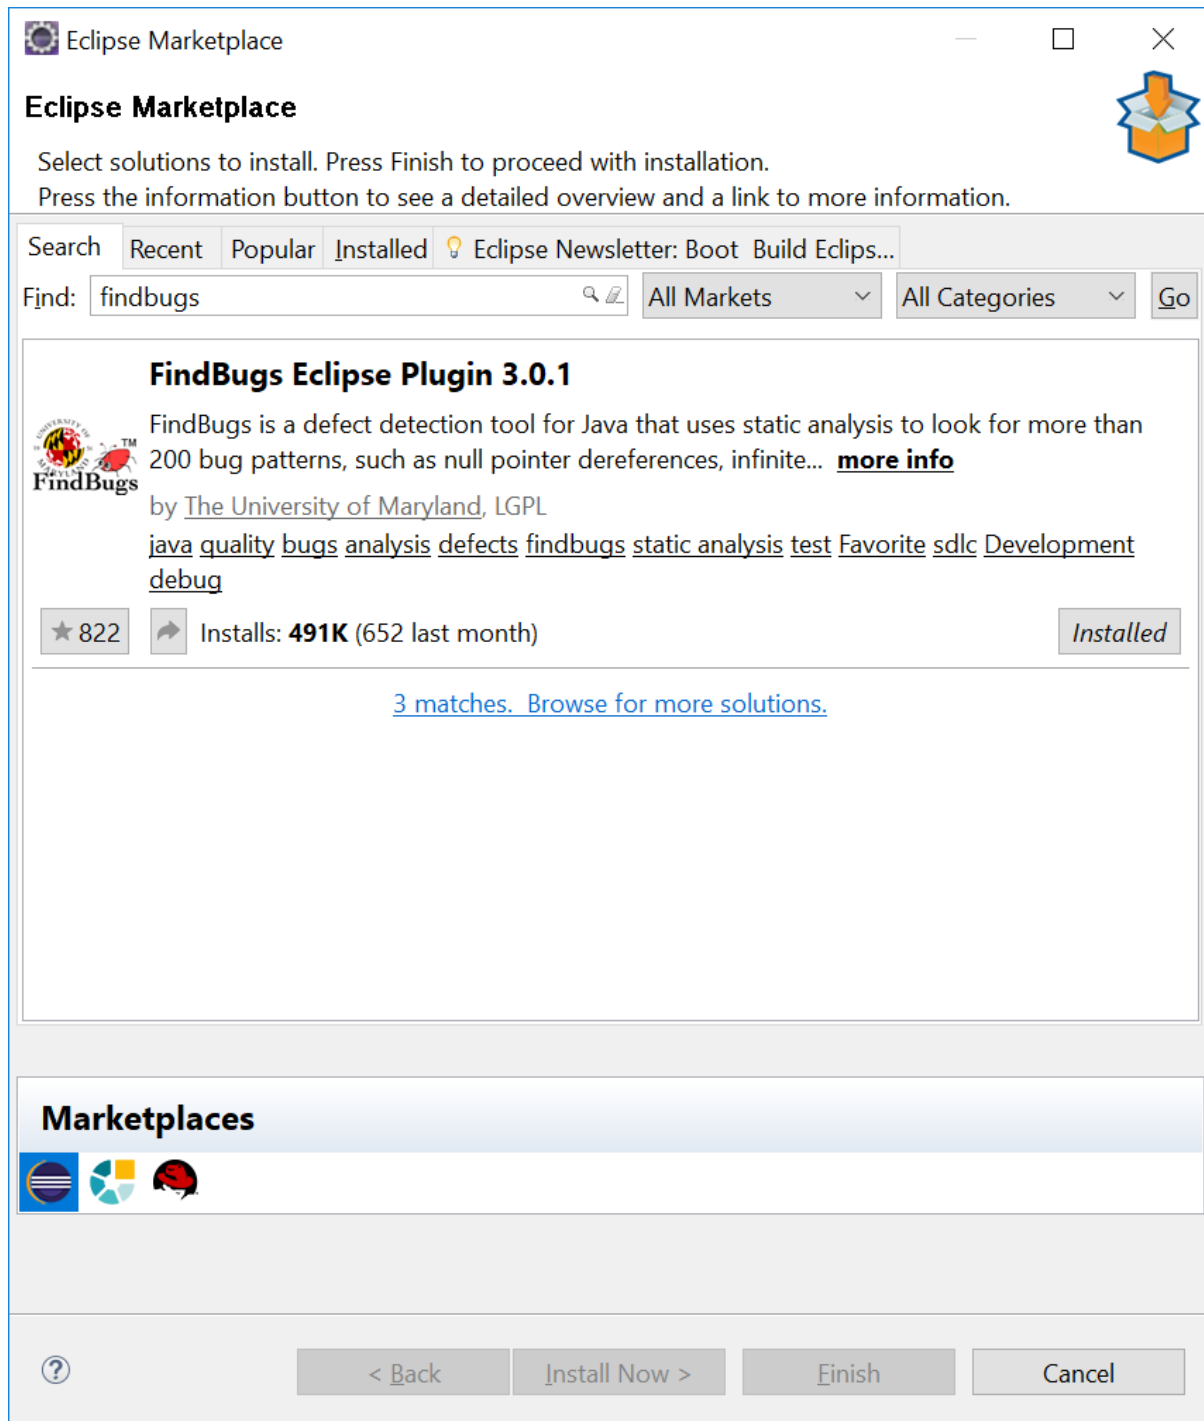 Eclipse Marketplace
Eclipse Marketplace
Select solutions to install. Press Finish to proceed with installation.
Press the information button to see a detailed overview and a link to more information.
Search Recent Popular Installed Eclipse Newsletter: Boot Build Eclips...
Find: findbugs All Markets All Categories Go
FindBugs Eclipse Plugin 3.0.1
UNIVERSITY OF
MARYLAND
TM
FindBugs
FindBugs is a defect detection tool for Java that uses static analysis to look for more than
200 bug patterns, such as null pointer dereferences, infinite... more info
by The University of Maryland, LGPL
java quality bugs analysis defects findbugs static analysis test Favorite sdlc Development
debug
★ 822 Installs: 491K (652 last month) Installed
3 matches. Browse for more solutions.
Marketplaces
? < Back Install Now > Finish Cancel